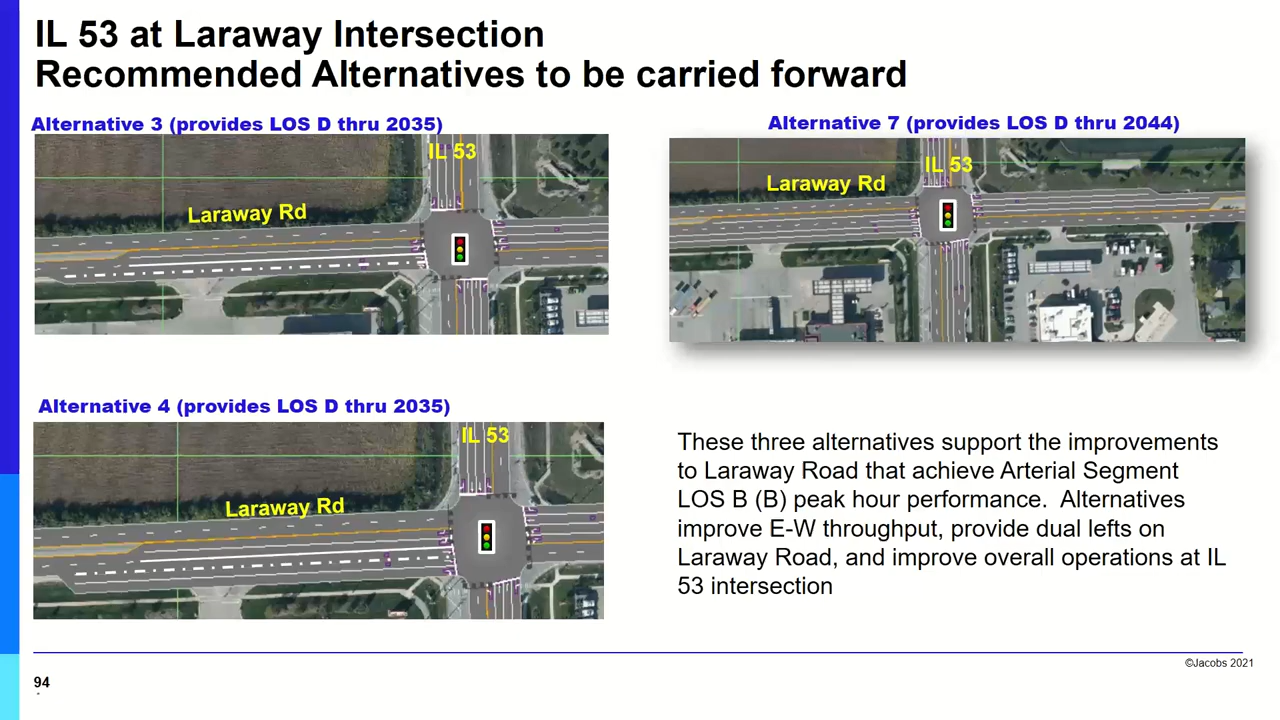 IL 53 at Laraway Intersection
Recommended Alternatives to be carried forward
Alternative 3 (provides LOS D thru 2035)
IL 53
Laraway Rd
Alternative 7 (provides LOS D thru 2044)
IL 53
Laraway Rd
Alternative 4 (provides LOS D thru 2035)
IL 53
Laraway Rd
These three alternatives support the improvements
to Laraway Road that achieve Arterial Segment
LOS B (B) peak hour performance.  Alternatives
improve E-W throughput, provide dual lefts on
Laraway Road, and improve overall operations at IL
53 intersection
©Jacobs 2021
94